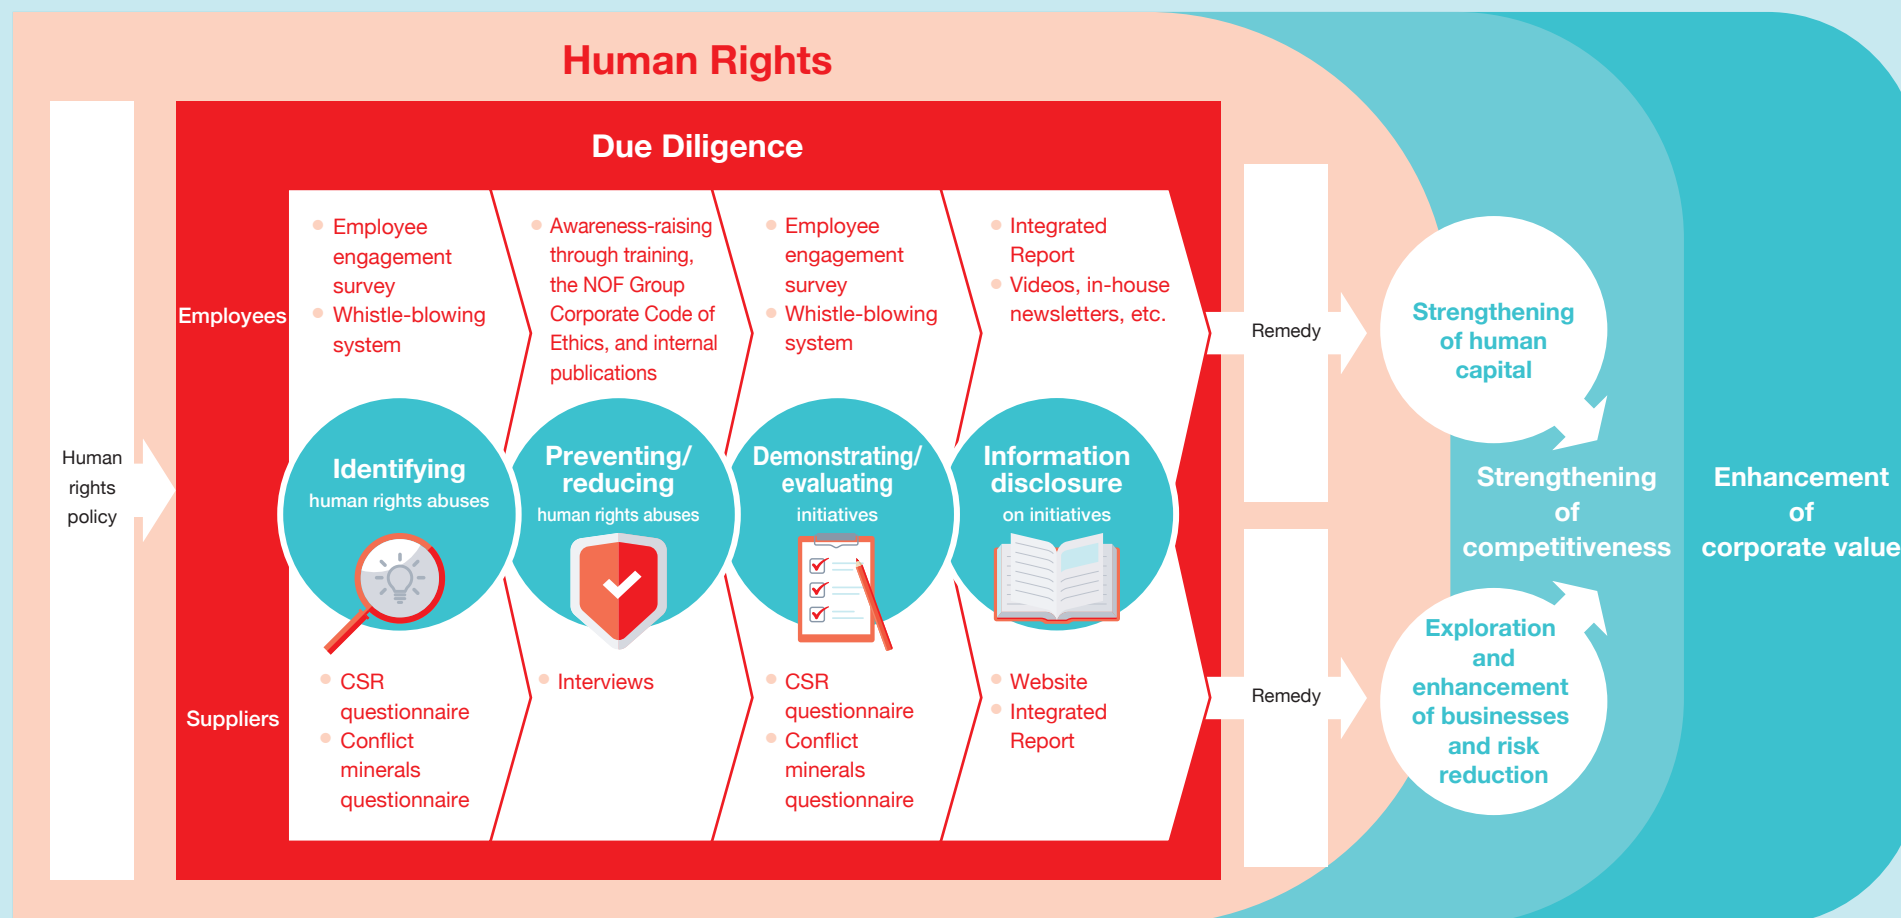 Human Rights
Human
rights
policy
Due Diligence
Employees
Employee
engagement
survey
Whistle-blowing
system
Awareness-raising
through training,
the NOF Group
Corporate Code of
Ethics, and internal
publications
Employee
engagement
survey
Whistle-blowing
system
Integrated
Report
Videos, in-house
newsletters, etc.
Identifying
human rights abuses
Preventing/
reducing
human rights abuses
Demonstrating/
evaluating
initiatives
Information
disclosure
on initiatives
Suppliers
CSR
questionnaire
Conflict
minerals
questionnaire
Interviews
CSR
questionnaire
Conflict
minerals
questionnaire
Website
Integrated
Report
Remedy
Remedy
Strengthening
of human
capital
Exploration
and
enhancement
of businesses
and risk
reduction
Strengthening
of
competitiveness
Enhancement
of
corporate value